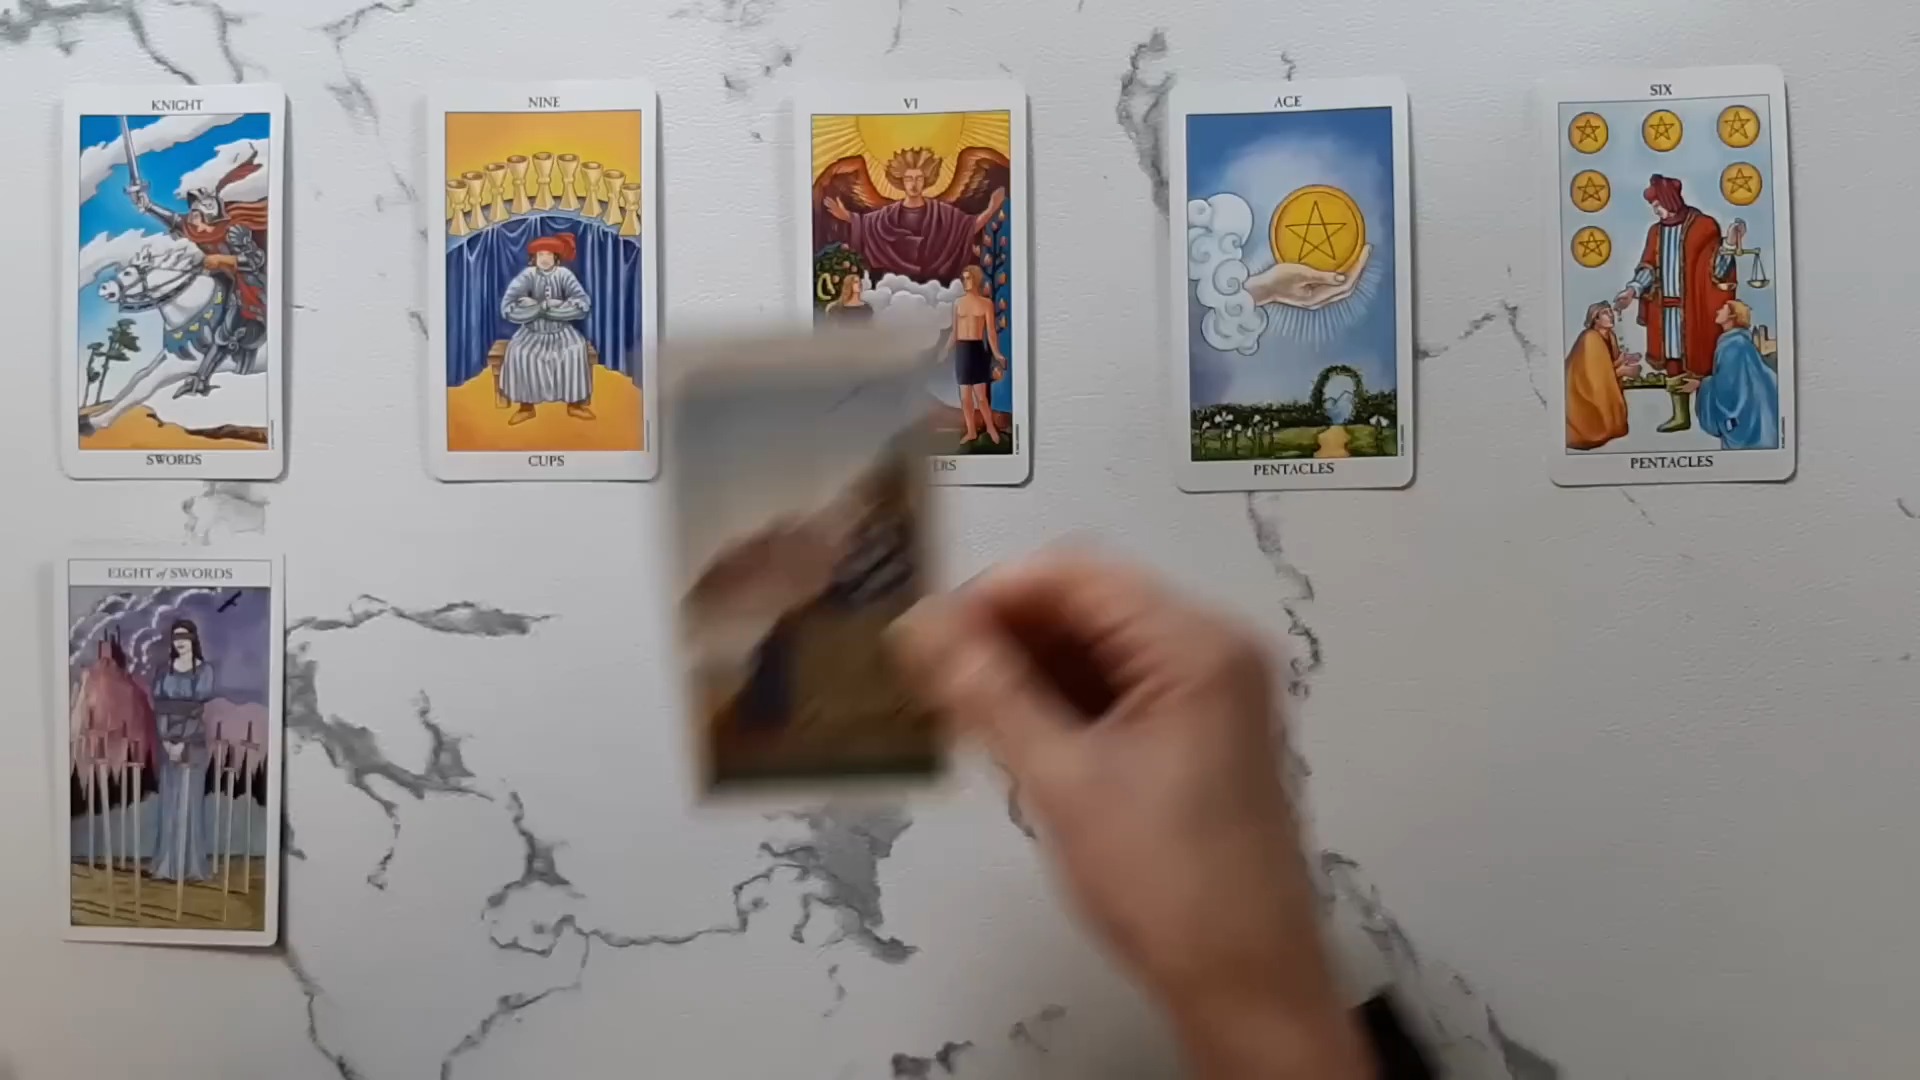 KNIGHT
SWORDS
NINE
CUPS
VI
ERS
ACE
PENTACLES
SIX
PENTACLES
EIGHT of SWORDS